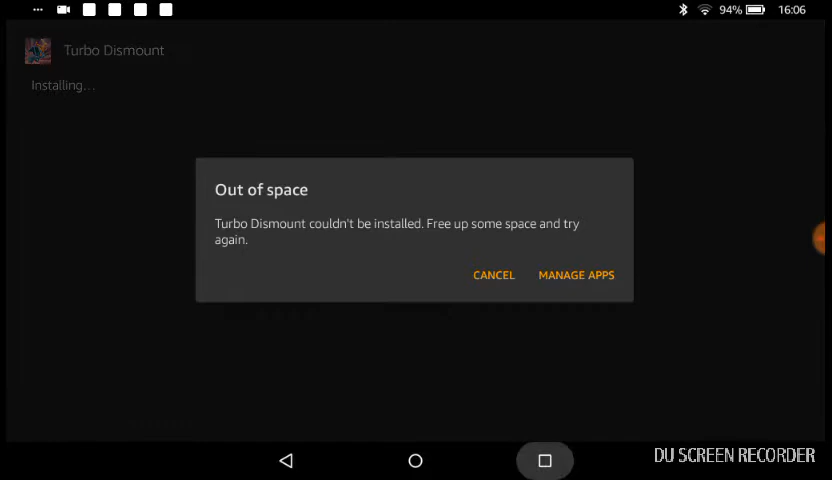 94% 16:06
Turbo Dismount
Installing...
Out of space
Turbo Dismount couldn't be installed. Free up some space and try
again.
CANCEL MANAGE APPS
DU SCREEN RECORDER